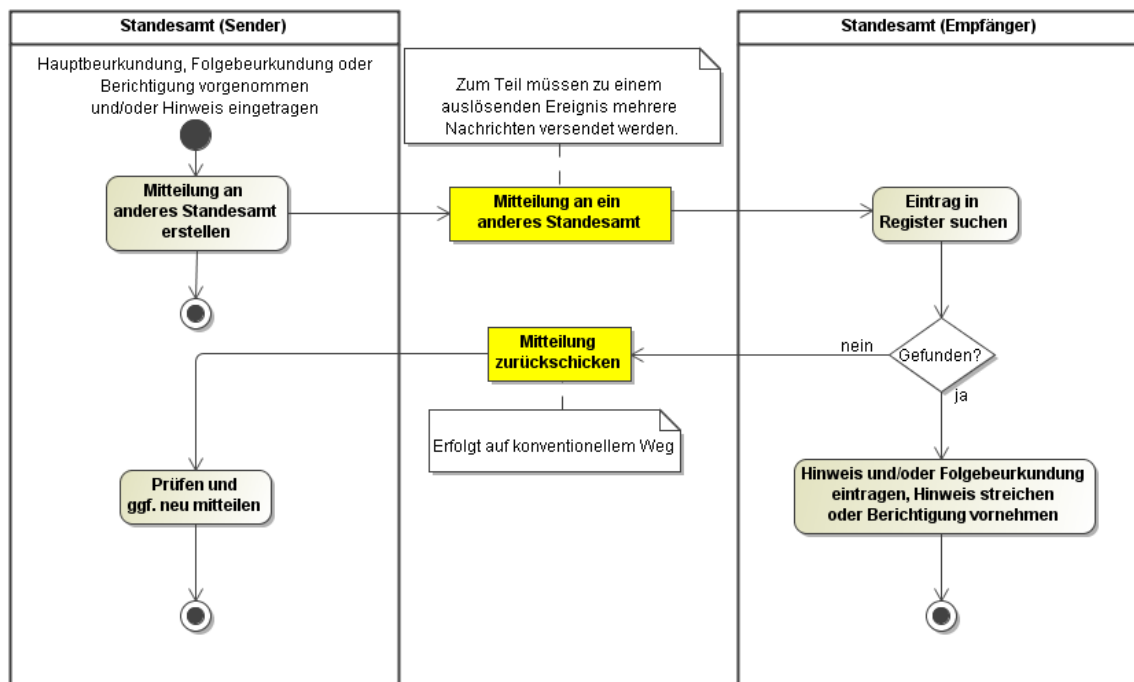 Standesamt (Sender)
Standesamt (Empfänger)
Hauptbeurkundung, Folgebeurkundung oder
Berichtigung vorgenommen
und/oder Hinweis eingetragen
Zum Teil müssen zu einem
auslösenden Ereignis mehrere
Nachrichten versendet werden.
Mitteilung an
anderes Standesamt
erstellen
Mitteilung an ein
anderes Standesamt
Eintrag in
Register suchen
Mitteilung
zurückschicken
nein
Gefunden?
ja
Erfolgt auf konventionellem Weg
Prüfen und
ggf. neu mitteilen
Hinweis und/oder Folgebeurkundung
eintragen, Hinweis streichen
oder Berichtigung vornehmen